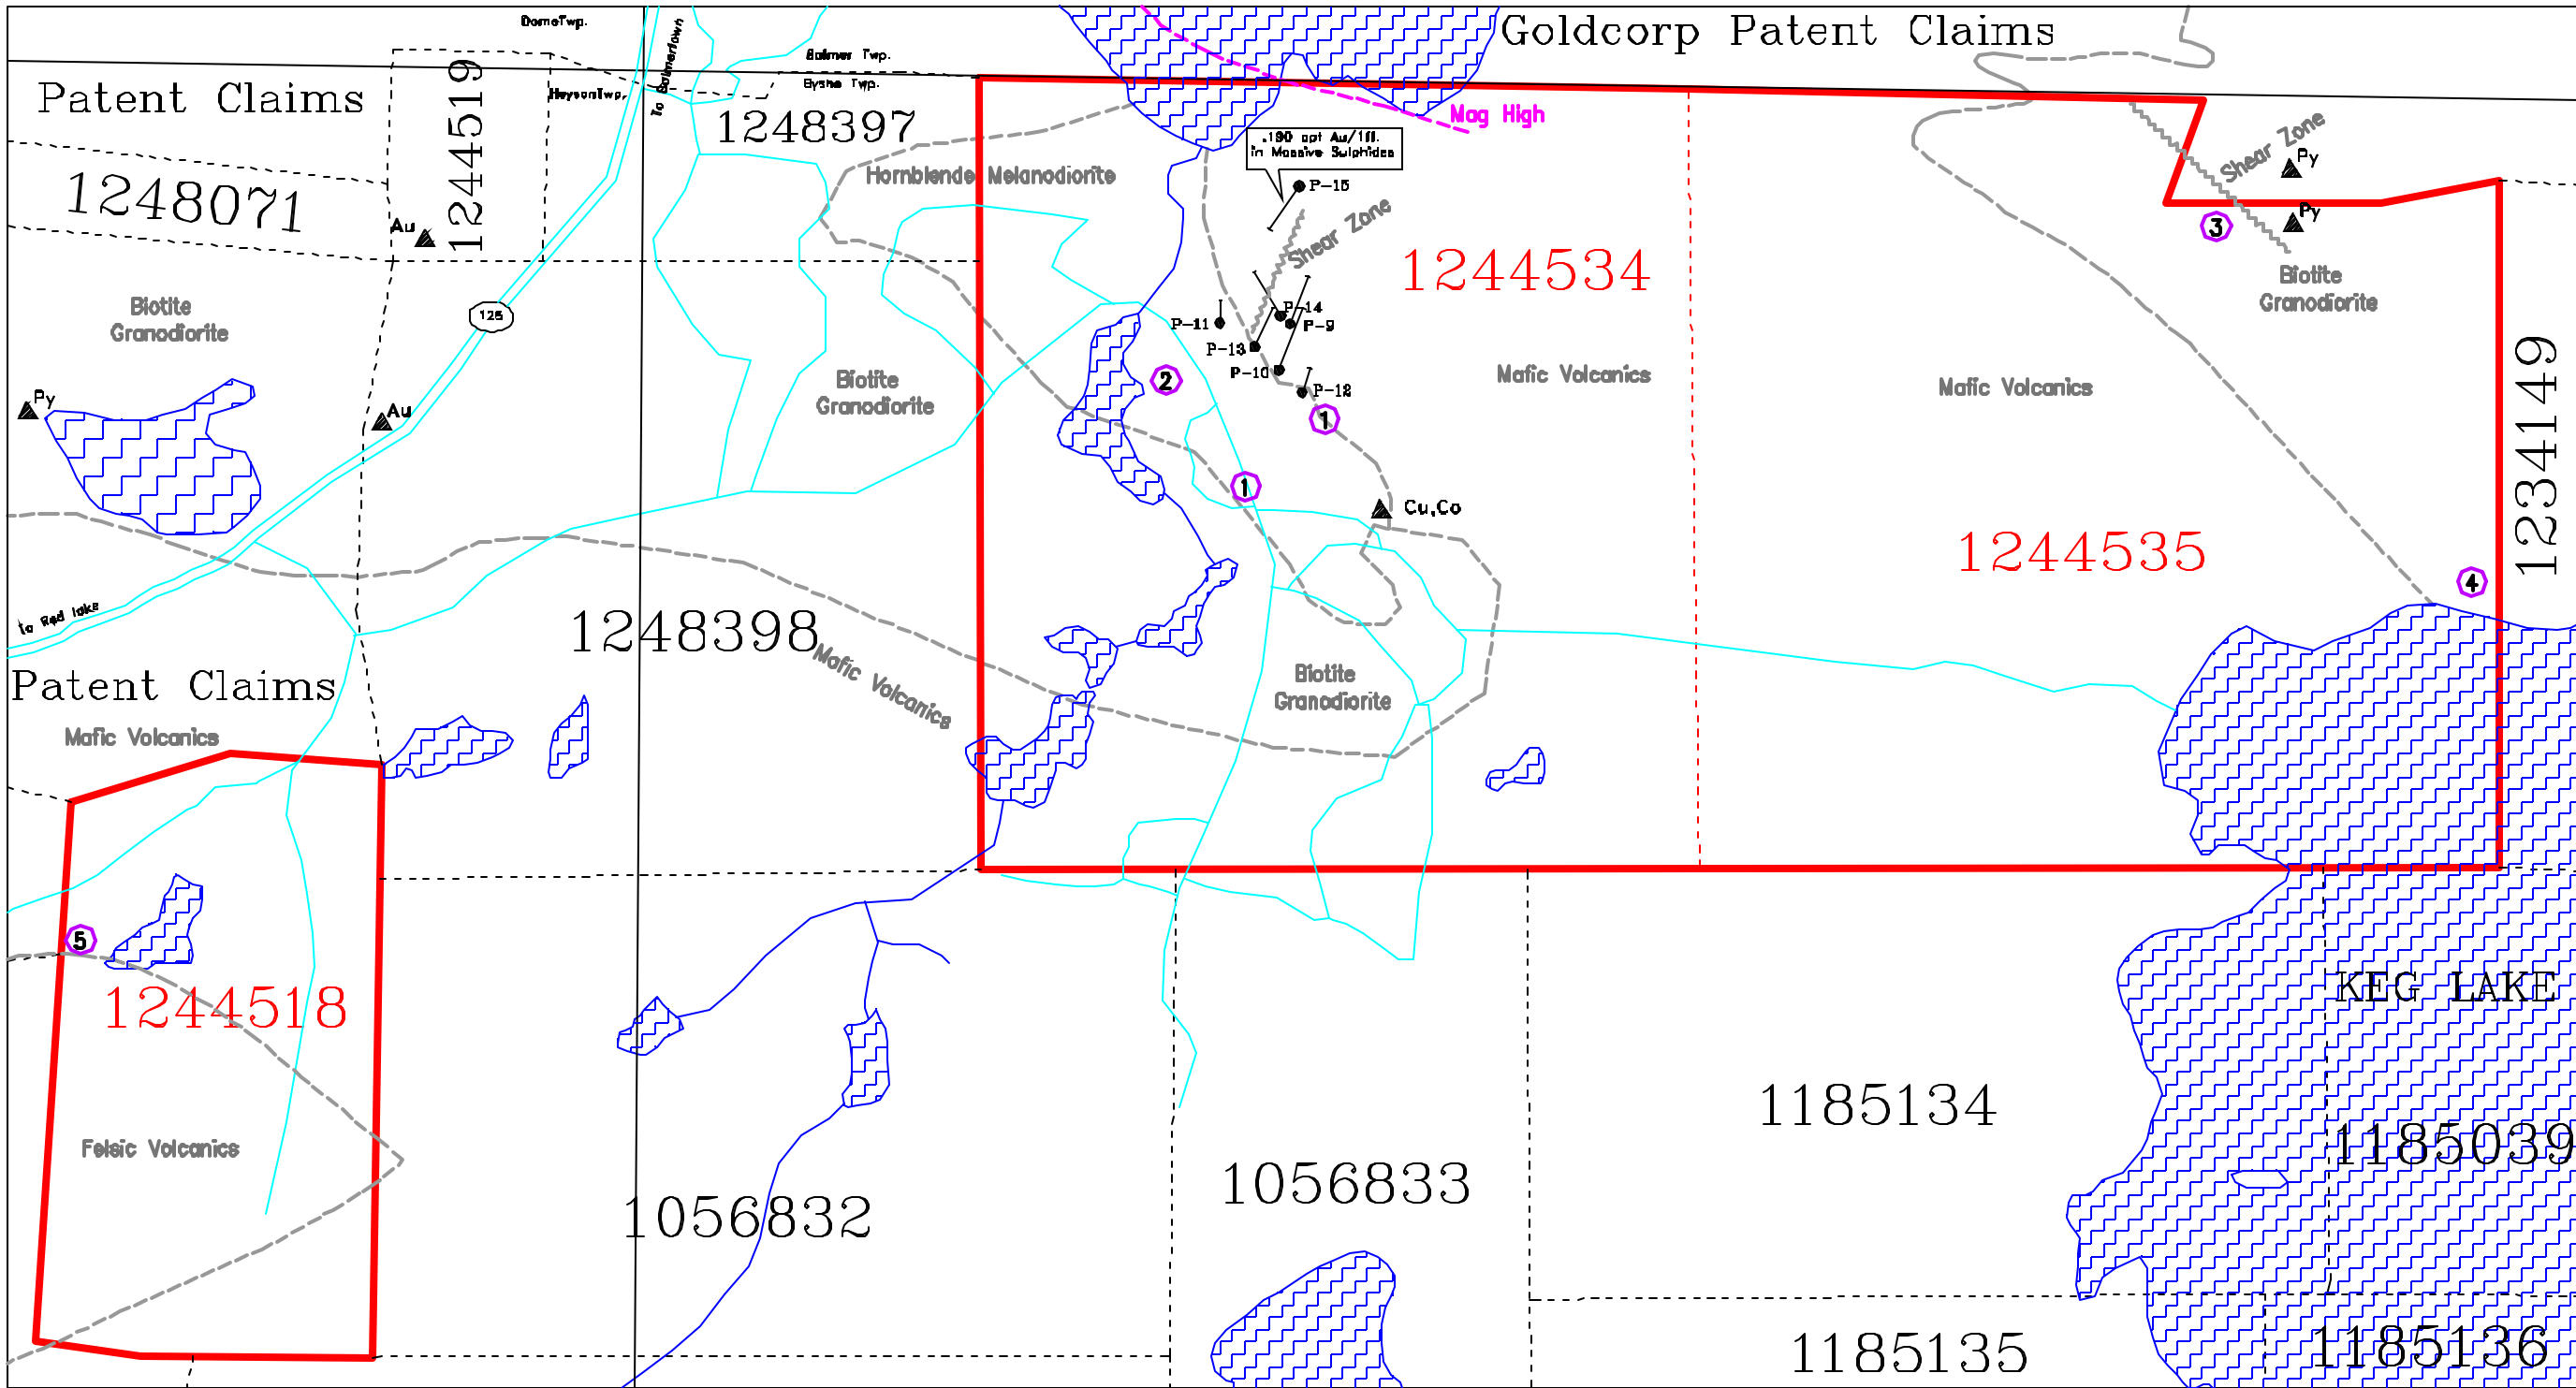 DomeTwp.
Goldcorp Patent Claims
Balmer Twp.
To Balmertown
Patent Claims
1244519
HeysonTwp.
Byshe Twp.
1248397
Mag High
.190 opt Au/1ft.
in Massive Sulphides
Shear Zone
Py
1248071
Hornblende Melanodiorite
P-15
Au
Shear Zone
Py
3
1244534
Biotite
Granodiorite
Biotite
Granodiorite
125
P-14
P-11
P-9
P-13
P-10
P-12
2
1
Biotite
Granodiorite
Mafic Volcanics
Mafic Volcanics
1234149
Py
Au
1
Cu,Co
1244535
4
to Red lake
1248398
Mafic Volcanics
Patent Claims
Biotite
Granodiorite
Mafic Volcanics
5
1244518
KEG LAKE
1185134
1185039
Felsic Volcanics
1056832
1056833
1185135
1185136